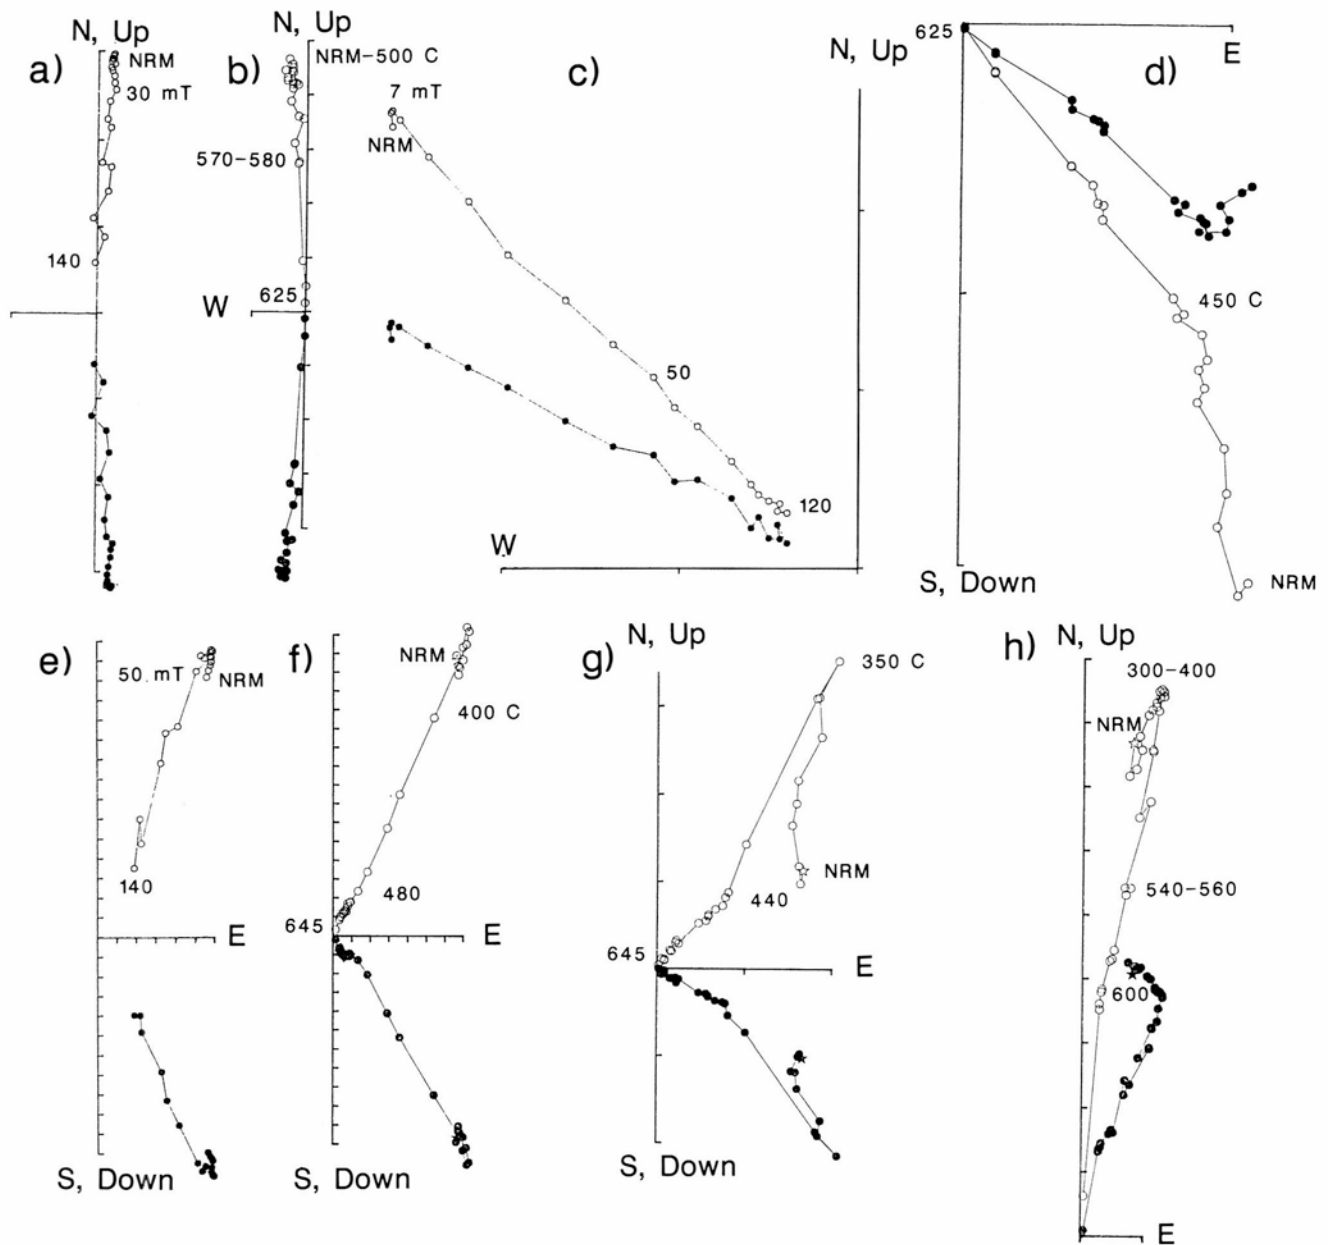 a)
N, Up
NRM
30 mT
140
b)
N, Up
NRM-500 C
570-580
625
W
c)
N, Up
7 mT
NRM
50
120
W
d)
625
E
450 C
NRM
S, Down
e)
50. mT
NRM
140
E
S, Down
f)
NRM
400 C
480
645
E
S, Down
g)
N, Up
350 C
NRM
440
645
E
S, Down
h)
N, Up
300-400
NRM
540-560
600
E